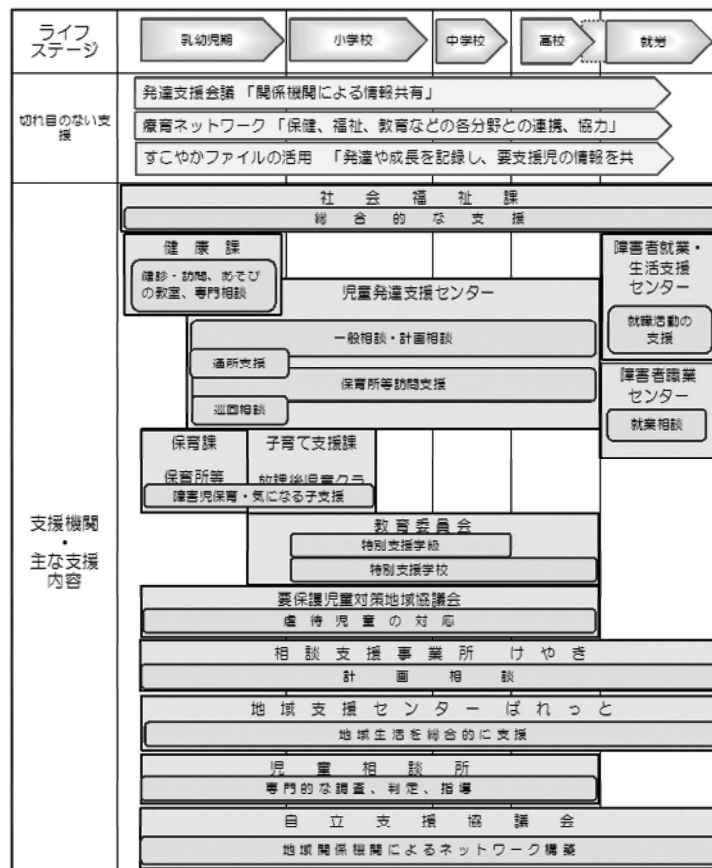 ライフ
ステージ
乳幼児期
小学校
中学校
高校
就労
切れ目のない支
援
発達支援会議 「関係機関による情報共有」
療育ネットワーク 「保健、福祉、教育などの各分野との連携、協力」
すこやかファイルの活用 「発達や成長を記録し、要支援児の情報を共
支援機関
・
主な支援
内容
社会福祉課
総合的な支援
健康課
健診・訪問、あそび
の教室、専門相談
児童発達支援センター
一般相談・計画相談
通所支援
保育所等訪問支援
巡回相談
障害者就業・
生活支援
センター
就職活動の
支援
障害者職業
センター
就業相談
保育課
保育所等
子育て支援課
放課後児童クラ
障害児保育・気になる子支援
教育委員会
特別支援学級
特別支援学校
要保護児童対策地域協議会
虐待児童の対応
相談支援事業所 けやき
計画相談
地域支援センターぱれっと
地域生活を総合的に支援
児童相談所
専門的な調査、判定、指導
自立支援協議会
地域関係機関によるネットワーク構築